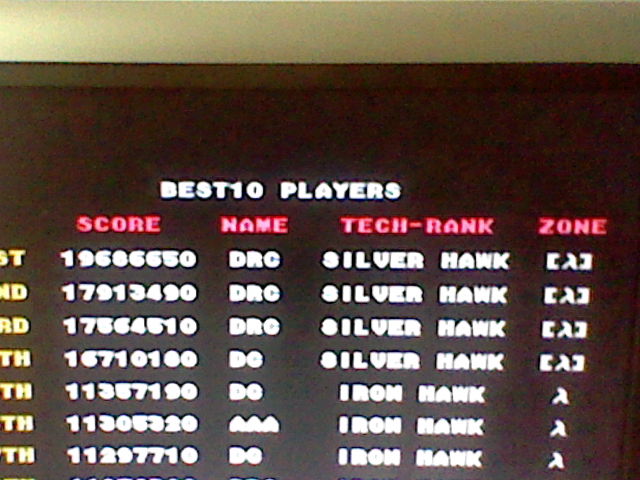 BEST10 PLAYERS
SCORE NAME TECH-RANK ZONE
ST 19686650 DRC SILVER HAWK [λ]
ND 17913490 DRC SILVER HAWK [λ]
RD 17564510 DRC SILVER HAWK [λ]
TH 16710180 DC SILVER HAWK [λ]
TH 11357190 DC IRON HAWK λ
TH 11305320 AAA IRON HAWK λ
7TH 11297710 DC IRON HAWK λ